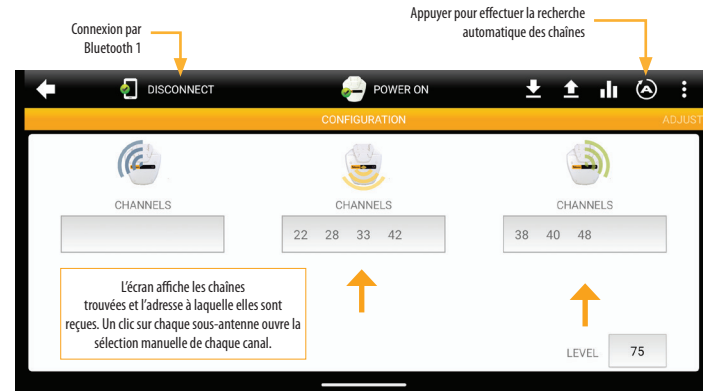 Connexion par
Bluetooth 1
Appuyer pour effectuer la recherche
automatique des chaînes
DISCONNECT
POWER ON
A
CONFIGURATION
ADJUST
CHANNELS
CHANNELS
CHANNELS
22 28 33 42
38 40 48
L'écran affiche les chaînes
trouvées et l'adresse à laquelle elles sont
reçues. Un clic sur chaque sous-antenne ouvre la
sélection manuelle de chaque canal.
LEVEL 75